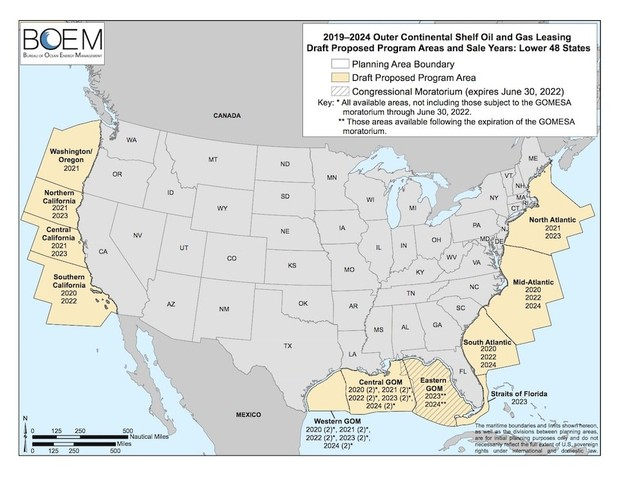 BOEM
BUREAU OF OCEAN ENERGY MANAGEMENT
2019–2024 Outer Continental Shelf Oil and Gas Leasing
Draft Proposed Program Areas and Sale Years: Lower 48 States
Planning Area Boundary
Draft Proposed Program Area
Congressional Moratorium (expires June 30, 2022)
Key: * All available areas, not including those subject to the GOMESA
moratorium through June 30, 2022.
** Those areas available following the expiration of the GOMESA
moratorium.
CANADA
Washington/
Oregon
2021
Northern
California
2021
2023
Central
California
2021
2023
Southern
California
2020
2022
WA
OR
CA
NV
ID
MT
WY
UT
AZ
CO
NM
ND
SD
NE
KS
OK
TX
MN
IA
MO
AR
LA
WI
IL
MI
IN
OH
KY
TN
MS
AL
GA
FL
SC
NC
VA
WV
PA
NY
VT
NH
ME
MA
CT
RI
NJ
DE
MD
North Atlantic
2021
2023
Mid-Atlantic
2020
2022
2024
South Atlantic
2020
2022
2024
Straits of Florida
2023
Central GOM
2020 (2)*, 2021 (2)*,
2022 (2)*, 2023 (2)*,
2024 (2)*
Eastern
GOM
2023**
2024**
Western GOM
2020 (2)*, 2021 (2)*,
2022 (2)*, 2023 (2)*,
2024 (2)*
MEXICO
N
0 125 250 500
Nautical Miles
0 125 250 500
Miles
The maritime boundaries and limits shown hereon,
as well as the divisions between planning areas,
are for initial planning purposes only and do not
necessarily reflect the full extent of U.S. sovereign
rights under international and domestic law.